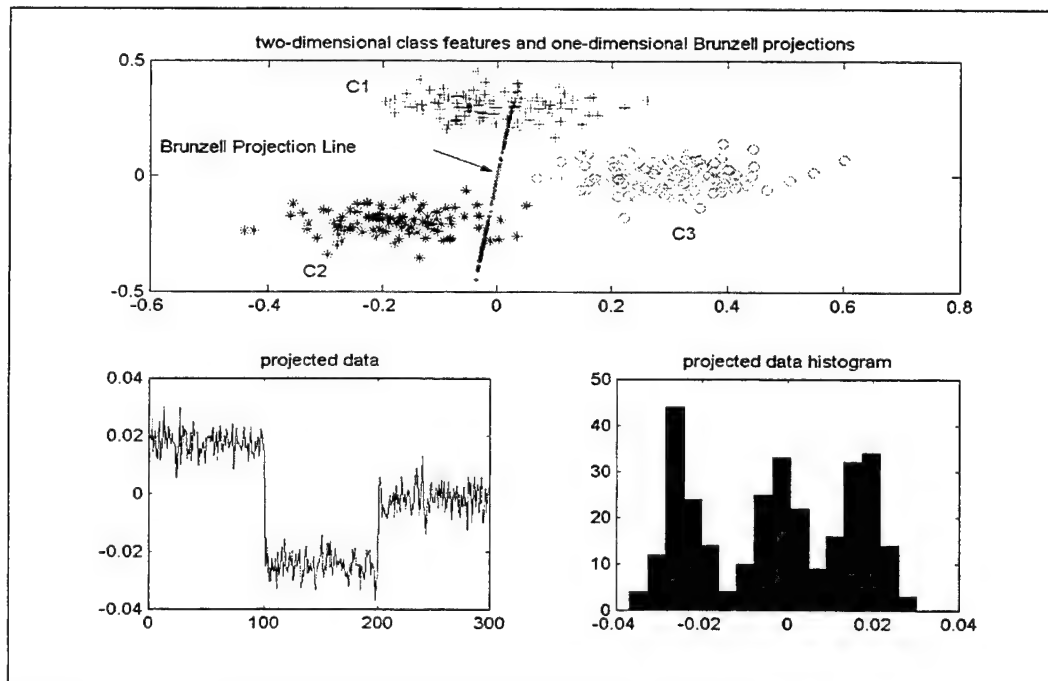 two-dimensional class features and one-dimensional Brunzell projections
0.5
C1
Brunzell Projection Line
0
C3
C2
-0.5
-0.6 -0.4 -0.2 0 0.2 0.4 0.6 0.8
projected data
0.04
0.02
0
-0.02
-0.04
0 100 200 300
projected data histogram
50
40
30
20
10
0
-0.04 -0.02 0 0.02 0.04